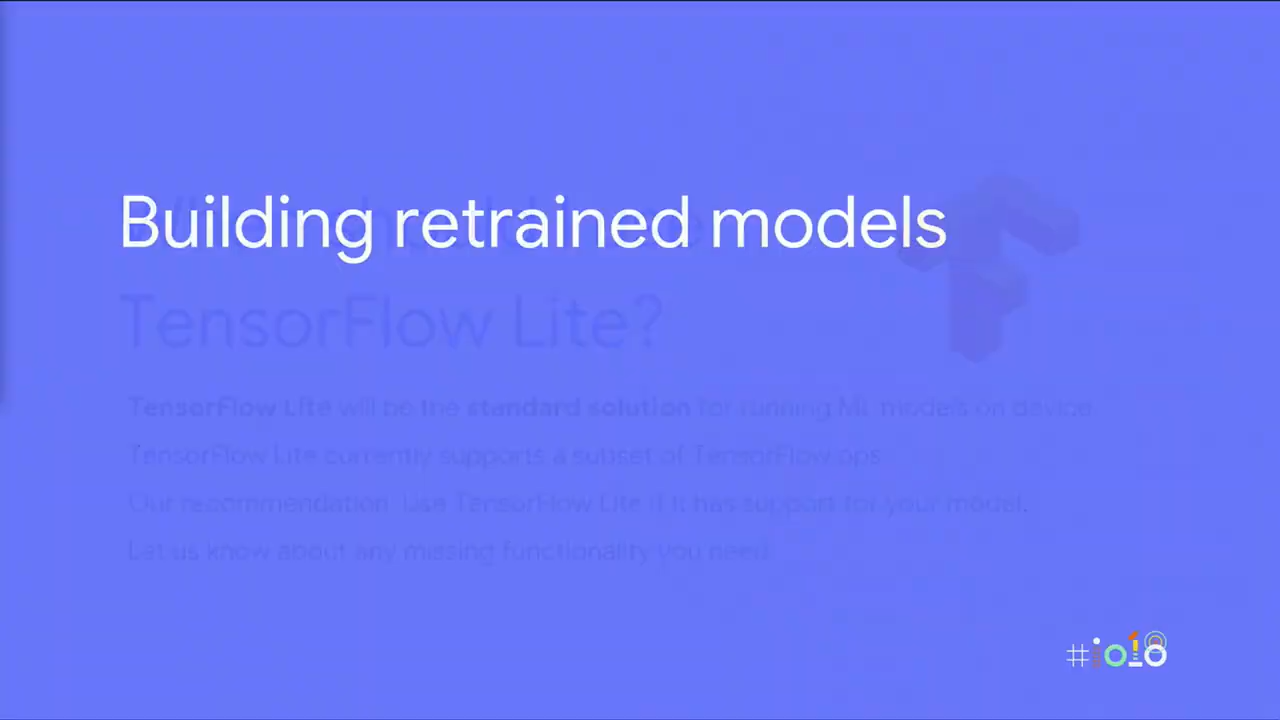 Building retrained models
TensorFlow Lite?
TensorFlow Lite will be the standard solution for running ML models on device
TensorFlow Lite currently supports a subset of TensorFlow ops
Our recommendation: Use TensorFlow Lite if it has support for your model.
Let us know about any missing functionality you need
#io18